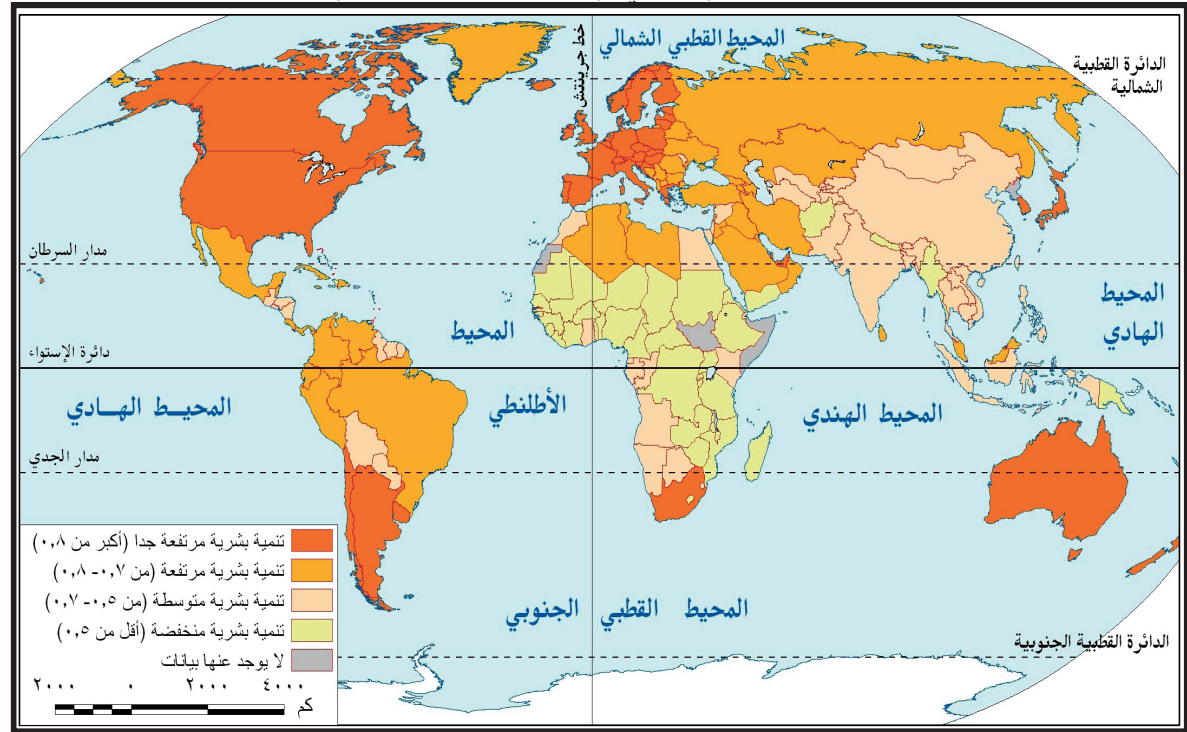 خط جرينتش
المحيط القطبي الشمالي
الدائرة القطبية
الشمالية
مدار السرطان
المحيط
الهادي
المحيط
دائرة الإستواء
الأطلنطي
المحيط الهندي
المحيـــط الهـــادي
مدار الجدي
تنمية بشرية مرتفعة جدا (أكبر من ٠,٨)
تنمية بشرية مرتفعة (من ٠,٧- ٠,٨)
تنمية بشرية متوسطة (من ٠,٥- ٠,٧)
تنمية بشرية منخفضة (أقل من ٠,٥)
لا يوجد عنها بيانات
٢٠٠٠ ٠ ٢٠٠٠ ٤٠٠٠
كم
المحيط القطبي الجنوبي
الدائرة القطبية الجنوبية